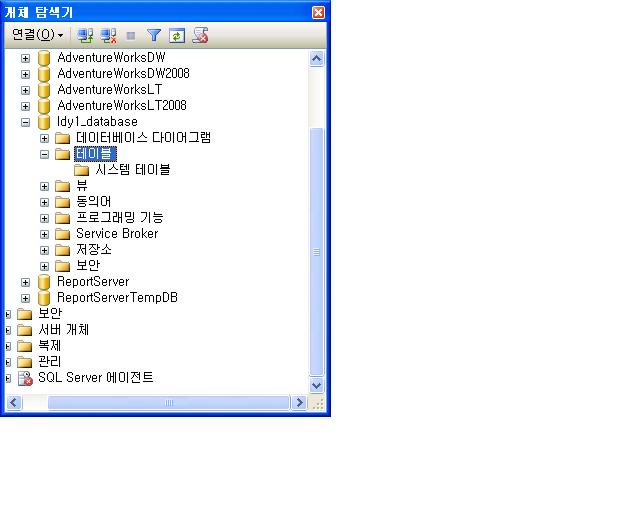 개체 탐색기
연결(O)
AdventureWorksDW
AdventureWorksDW2008
AdventureWorksLT
AdventureWorksLT2008
ldy1_database
데이터베이스 다이어그램
테이블
시스템 테이블
뷰
동의어
프로그래밍 기능
Service Broker
저장소
보안
ReportServer
ReportServerTempDB
보안
서버 개체
복제
관리
SQL Server 에이전트